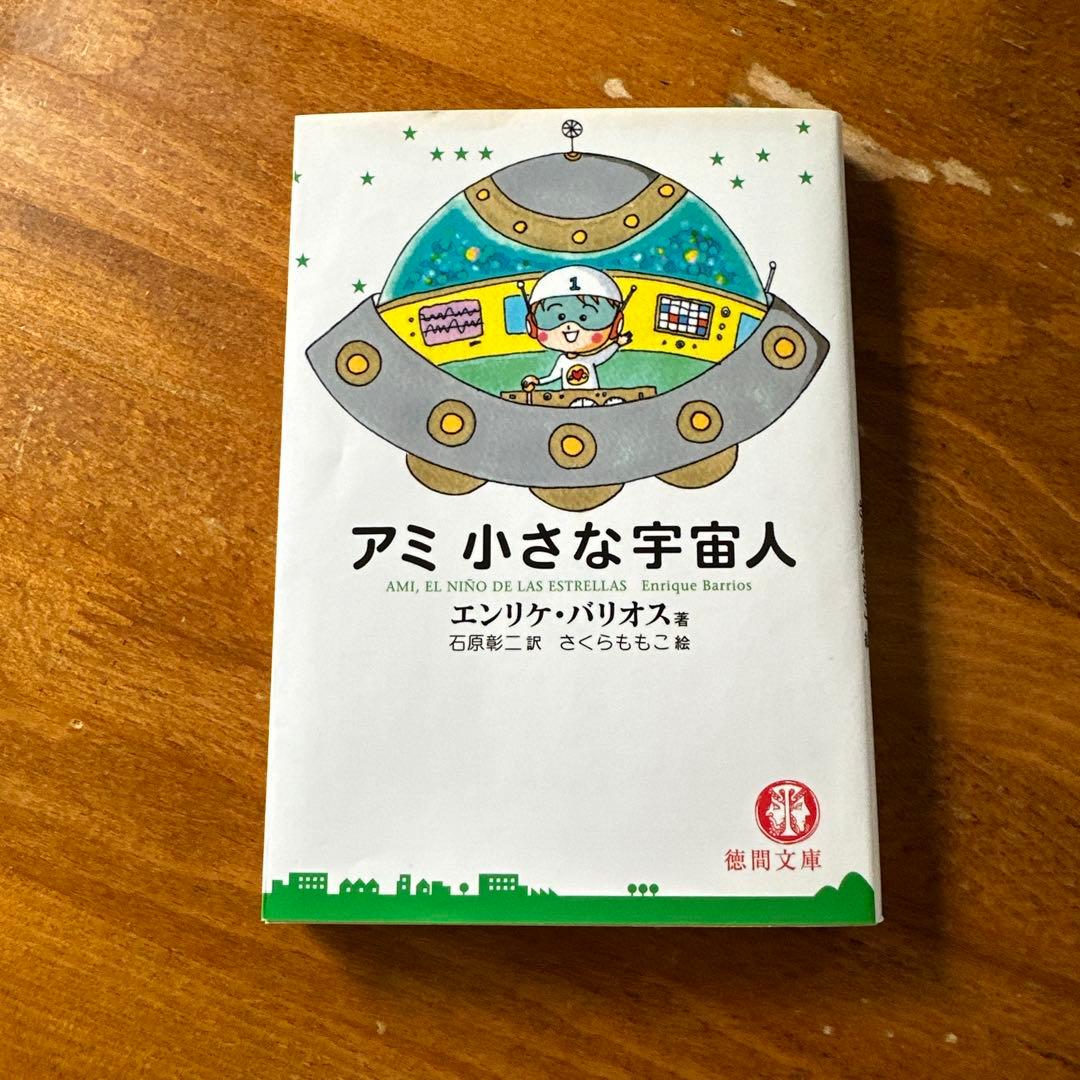 1
アミ 小さな宇宙人
AMI, EL NIÑO DE LAS ESTRELLAS Enrique Barrios
エンリケ・バリオス著
石原彰二訳 さくらももこ絵
徳間文庫